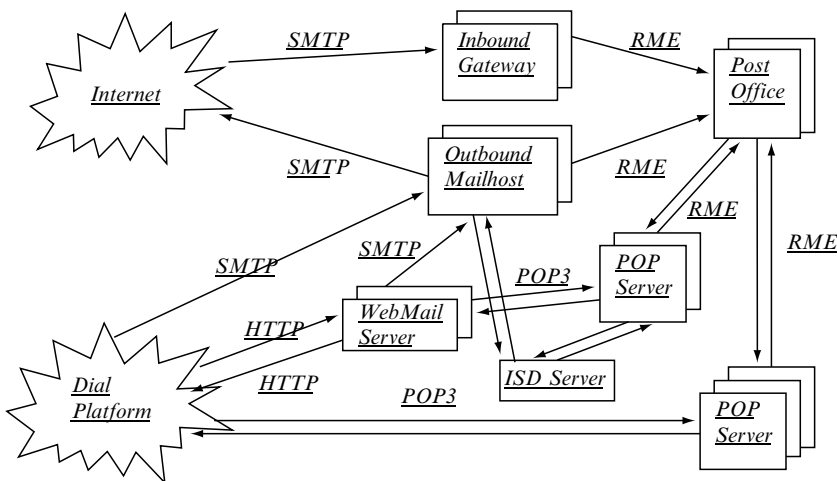 SMTP
Inbound
Gateway
RME
Post
Office
Internet
Outbound
Mailhost
SMTP
RME
RME
SMTP
SMTP
POP3
POP
Server
RME
WebMail
Server
HTTP
HTTP
ISD Server
Dial
Platform
POP3
POP
Server